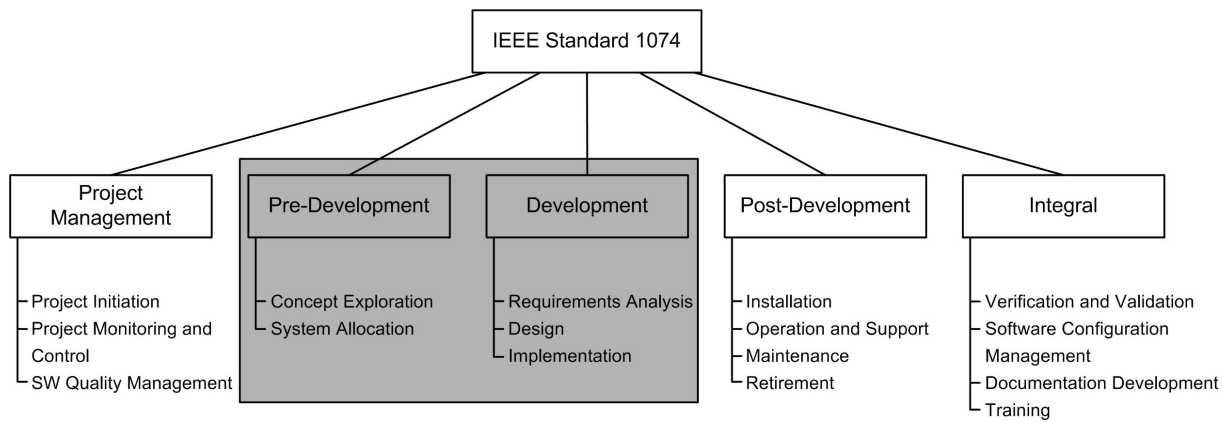 IEEE Standard 1074
Project
Management
Pre-Development
Development
Post-Development
Integral
Project Initiation
Project Monitoring and
Control
SW Quality Management
Concept Exploration
System Allocation
Requirements Analysis
Design
Implementation
Installation
Operation and Support
Maintenance
Retirement
Verification and Validation
Software Configuration
Management
Documentation Development
Training